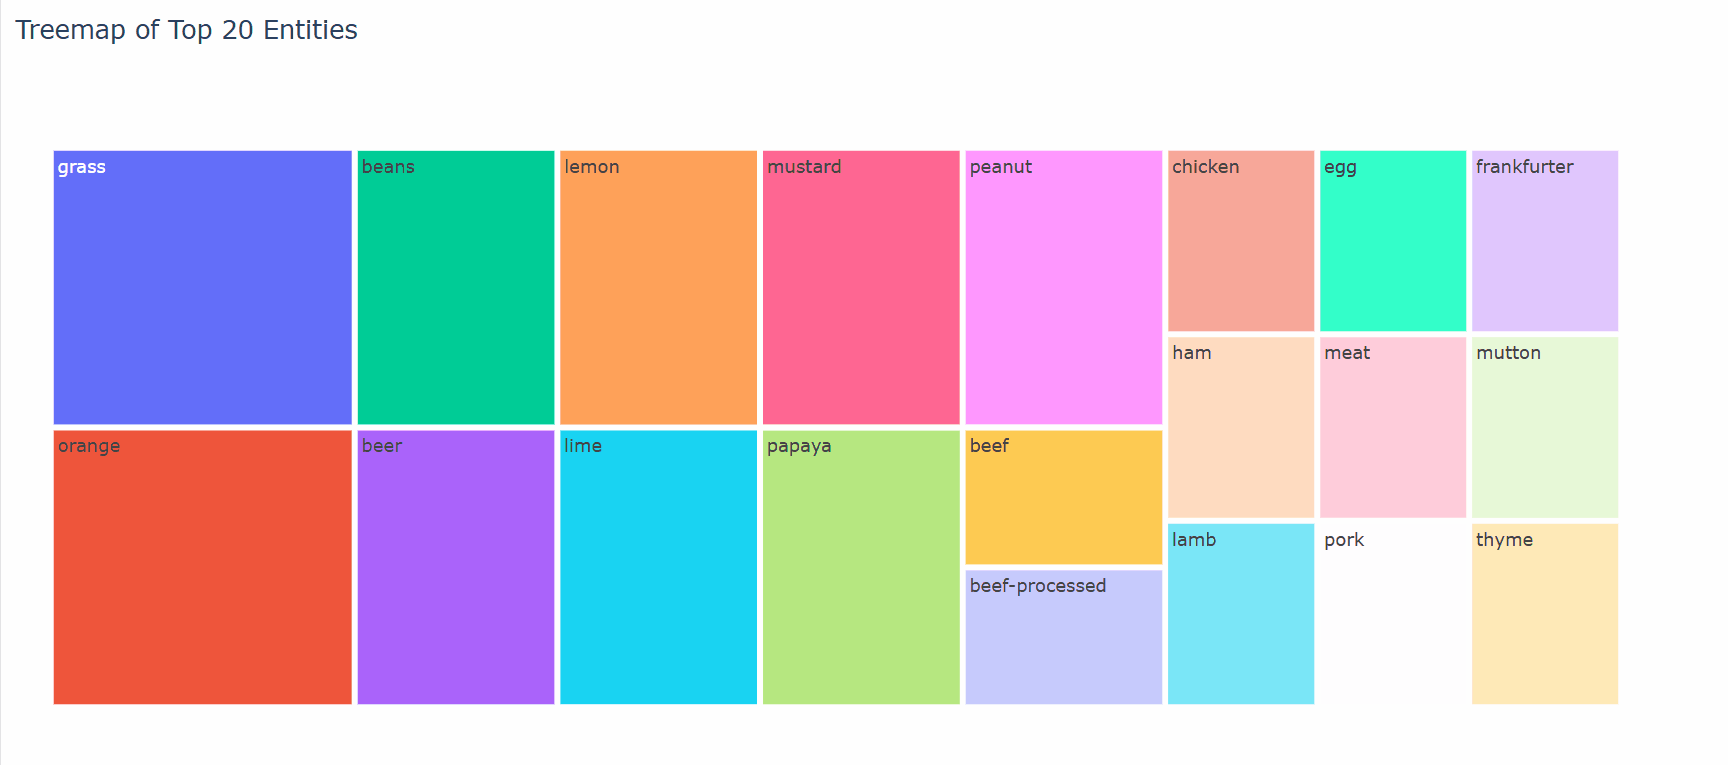 Treemap of Top 20 Entities
grass
beans
lemon
mustard
peanut
chicken
egg
frankfurter
ham
meat
mutton
orange
beer
lime
papaya
beef
lamb
pork
thyme
beef-processed